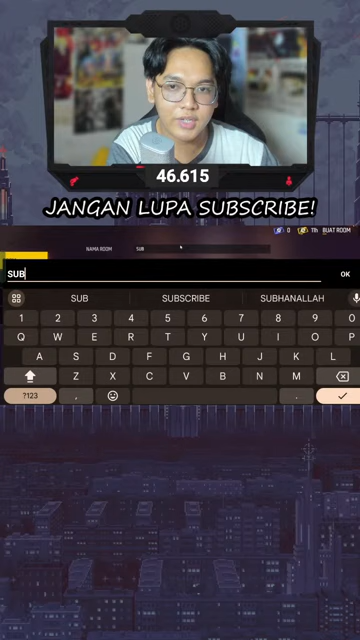 46.615
JANGAN LUPA SUBSCRIBE!
0 11h BUAT ROOM
NAMA ROOM SUB
SUB OK
SUB SUBSCRIBE SUBHANALLAH
1 2 3 4 5 6 7 8 9 0
Q W E R T Y U I O P
A S D F G H J K L
Z X C V B N M
?123 , .